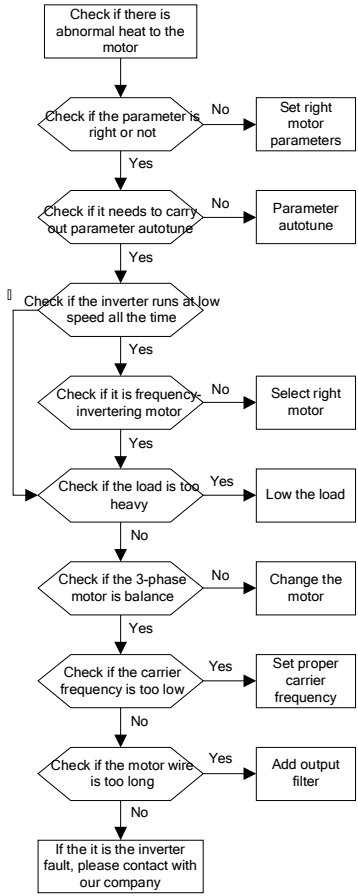 Check if there is
abnormal heat to the
motor
Check if the parameter is
right or not
No
Set right
motor
parameters
Yes
Check if it needs to carry
out parameter autotune
No
Parameter
autotune
Yes
Check if the inverter runs at low
speed all the time
Yes
Check if it is frequency-
invertering motor
No
Select right
motor
Yes
Check if the load is too
heavy
Yes
Low the load
No
Check if the 3-phase
motor is balance
No
Change the
motor
Yes
Check if the carrier
frequency is too low
Yes
Set proper
carrier
frequency
No
Check if the motor wire
is too long
Yes
Add output
filter
No
If the it is the inverter
fault, please contact with
our company